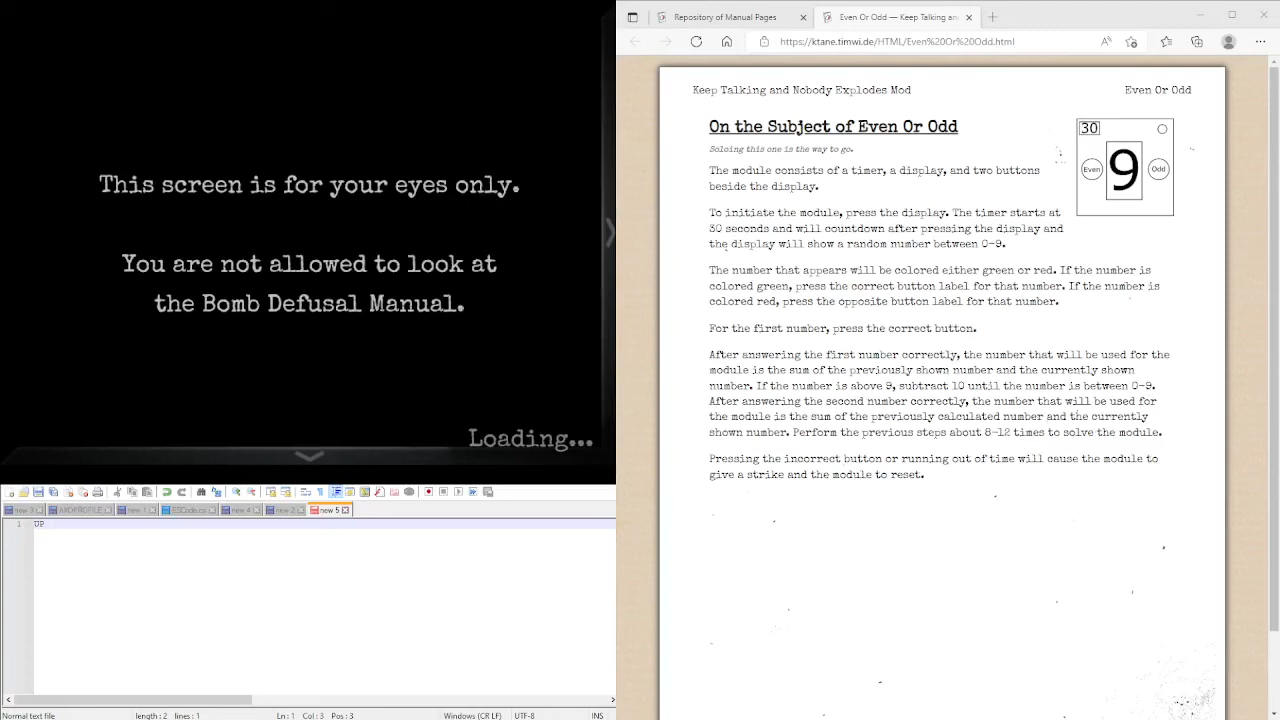 This screen is for your eyes only.
You are not allowed to look at
the Bomb Defusal Manual.
Loading...
new 3
AXDPROFILE
new 1
ESCode.cs
new 4
new 2
new 5
1
UP
Normal text file
length : 2
lines : 1
Ln : 1
Col : 3
Pos : 3
Windows (CR LF)
UTF-8
INS
Repository of Manual Pages
Even Or Odd — Keep Talking and
https://ktane.timwi.de/HTML/Even%20Or%20Odd.html
Keep Talking and Nobody Explodes Mod
Even Or Odd
On the Subject of Even Or Odd
Soloing this one is the way to go.
The module consists of a timer, a display, and two buttons
beside the display.
To initiate the module, press the display. The timer starts at
30 seconds and will countdown after pressing the display and
the display will show a random number between 0-9.
30
Even
9
Odd
The number that appears will be colored either green or red. If the number is
colored green, press the correct button label for that number. If the number is
colored red, press the opposite button label for that number.
For the first number, press the correct button.
After answering the first number correctly, the number that will be used for the
module is the sum of the previously shown number and the currently shown
number. If the number is above 9, subtract 10 until the number is between 0-9.
After answering the second number correctly, the number that will be used for
the module is the sum of the previously calculated number and the currently
shown number. Perform the previous steps about 8-12 times to solve the module.
Pressing the incorrect button or running out of time will cause the module to
give a strike and the module to reset.